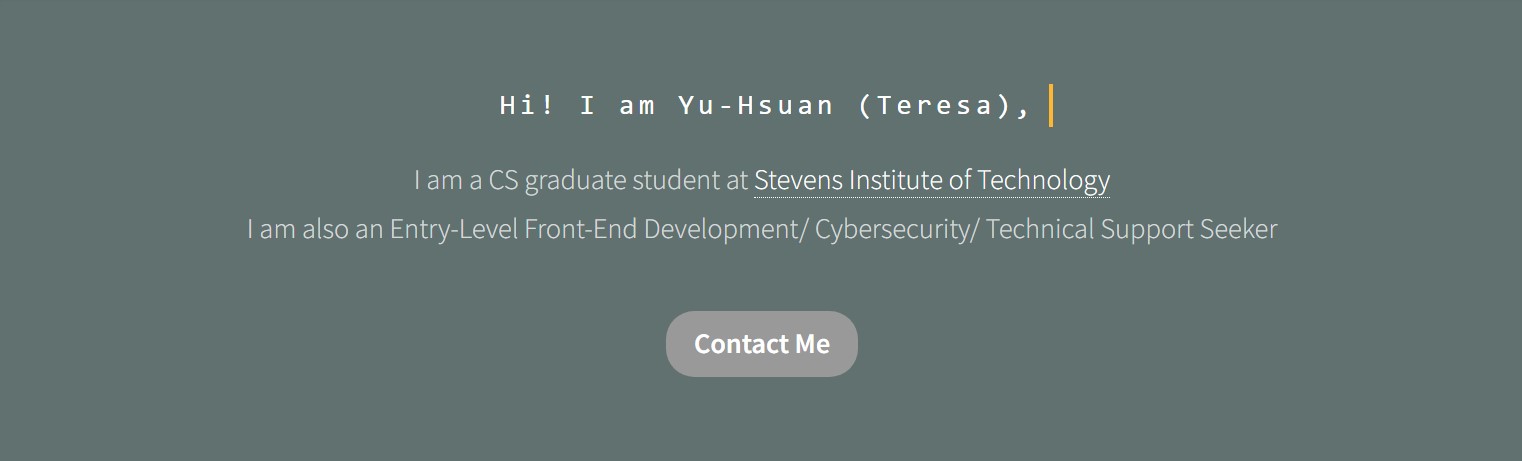 Hi! I am Yu-Hsuan (Teresa),
I am a CS graduate student at Stevens Institute of Technology
I am also an Entry-Level Front-End Development/ Cybersecurity/ Technical Support Seeker
Contact Me